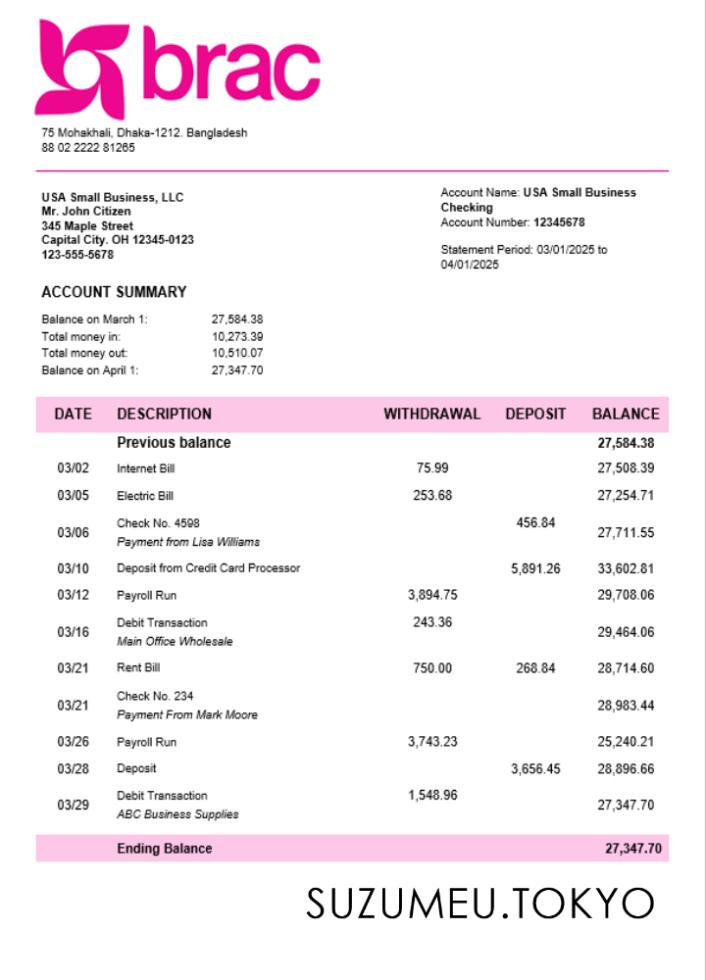 brac
75 Mohakhali, Dhaka-1212. Bangladesh
88 02 2222 81265
USA Small Business, LLC
Mr. John Citizen
345 Maple Street
Capital City. OH 12345-0123
123-555-5678
Account Name: USA Small Business
Checking
Account Number: 12345678
Statement Period: 03/01/2025 to
04/01/2025
ACCOUNT SUMMARY
Balance on March 1: 27,584.38
Total money in: 10,273.39
Total money out: 10,510.07
Balance on April 1: 27,347.70
DATE DESCRIPTION WITHDRAWAL DEPOSIT BALANCE
Previous balance 27,584.38
03/02 Internet Bill 75.99 27,508.39
03/05 Electric Bill 253.68 27,254.71
03/06 Check No. 4598 456.84 27,711.55
Payment from Lisa Williams
03/10 Deposit from Credit Card Processor 5,891.26 33,602.81
03/12 Payroll Run 3,894.75 29,708.06
03/16 Debit Transaction 243.36 29,464.06
Main Office Wholesale
03/21 Rent Bill 750.00 268.84 28,714.60
03/21 Check No. 234 28,983.44
Payment From Mark Moore
03/26 Payroll Run 3,743.23 25,240.21
03/28 Deposit 3,656.45 28,896.66
03/29 Debit Transaction 1,548.96 27,347.70
ABC Business Supplies
Ending Balance 27,347.70
SUZUMEU.TOKYO